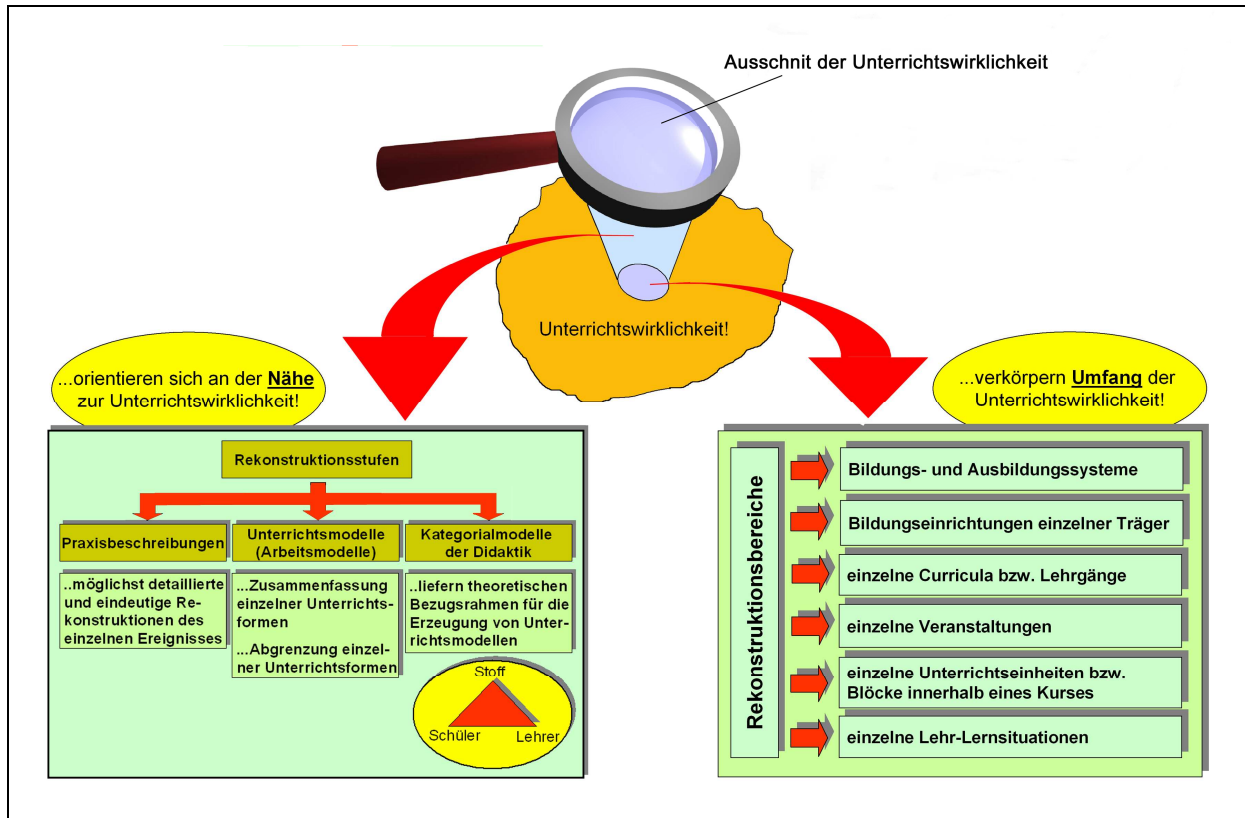 Ausschnit der Unterrichtswirklichkeit
Unterrichtswirklichkeit!
...orientieren sich an der Nähe
zur Unterrichtswirklichkeit!
...verkörpern Umfang der
Unterrichtswirklichkeit!
Rekonstruktionsstufen
Praxisbeschreibungen
Unterrichtsmodelle
(Arbeitsmodelle)
Kategorialmodelle
der Didaktik
..möglichst detaillierte
und eindeutige Re-
konstruktionen des
einzelnen Ereignisses
...Zusammenfassung
einzelner Unterrichts-
formen
...Abgrenzung einzel-
ner Unterrichtsformen
..liefern theoretischen
Bezugsrahmen für die
Erzeugung von Unter-
richtsmodellen
Stoff
Schüler
Lehrer
Rekonstruktionsbereiche
Bildungs- und Ausbildungssysteme
Bildungseinrichtungen einzelner Träger
einzelne Curricula bzw. Lehrgänge
einzelne Veranstaltungen
einzelne Unterrichtseinheiten bzw.
Blöcke innerhalb eines Kurses
einzelne Lehr-Lernsituationen